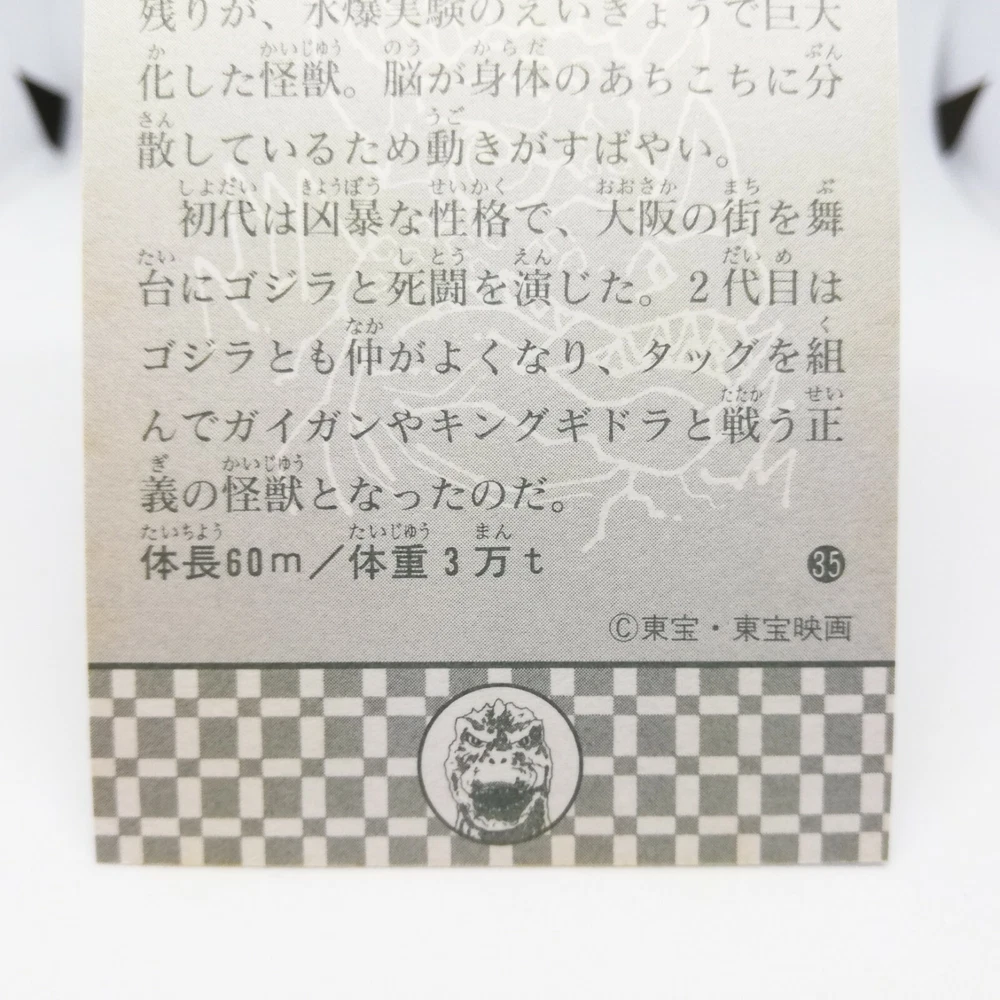 残りが、水爆実験のえいきょうで巨大
化した怪獣。脳が身体のあちこちに分
散しているため動きがすばやい。
初代は凶暴な性格で、大阪の街を舞
台にゴジラと死闘を演じた。2代目は
ゴジラとも仲がよくなり、タッグを組
んでガイガンやキングギドラと戦う正
義の怪獣となったのだ。
体長60m/体重3万t
35
©東宝・東宝映画